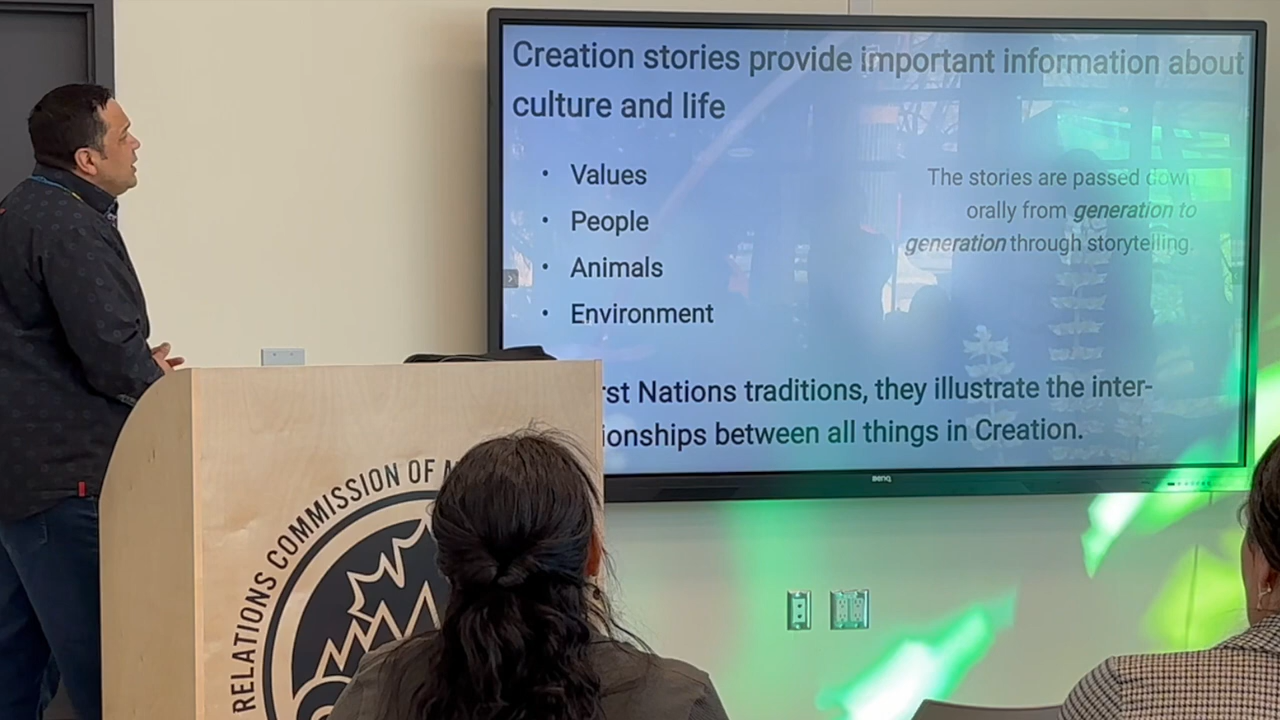 Creation stories provide important information about
culture and life
• Values
• People
• Animals
• Environment
The stories are passed down
orally from generation to
generation through storytelling.
rst Nations traditions, they illustrate the inter-
ionships between all things in Creation.
BenQ
RELATIONS COMMISSION OF M